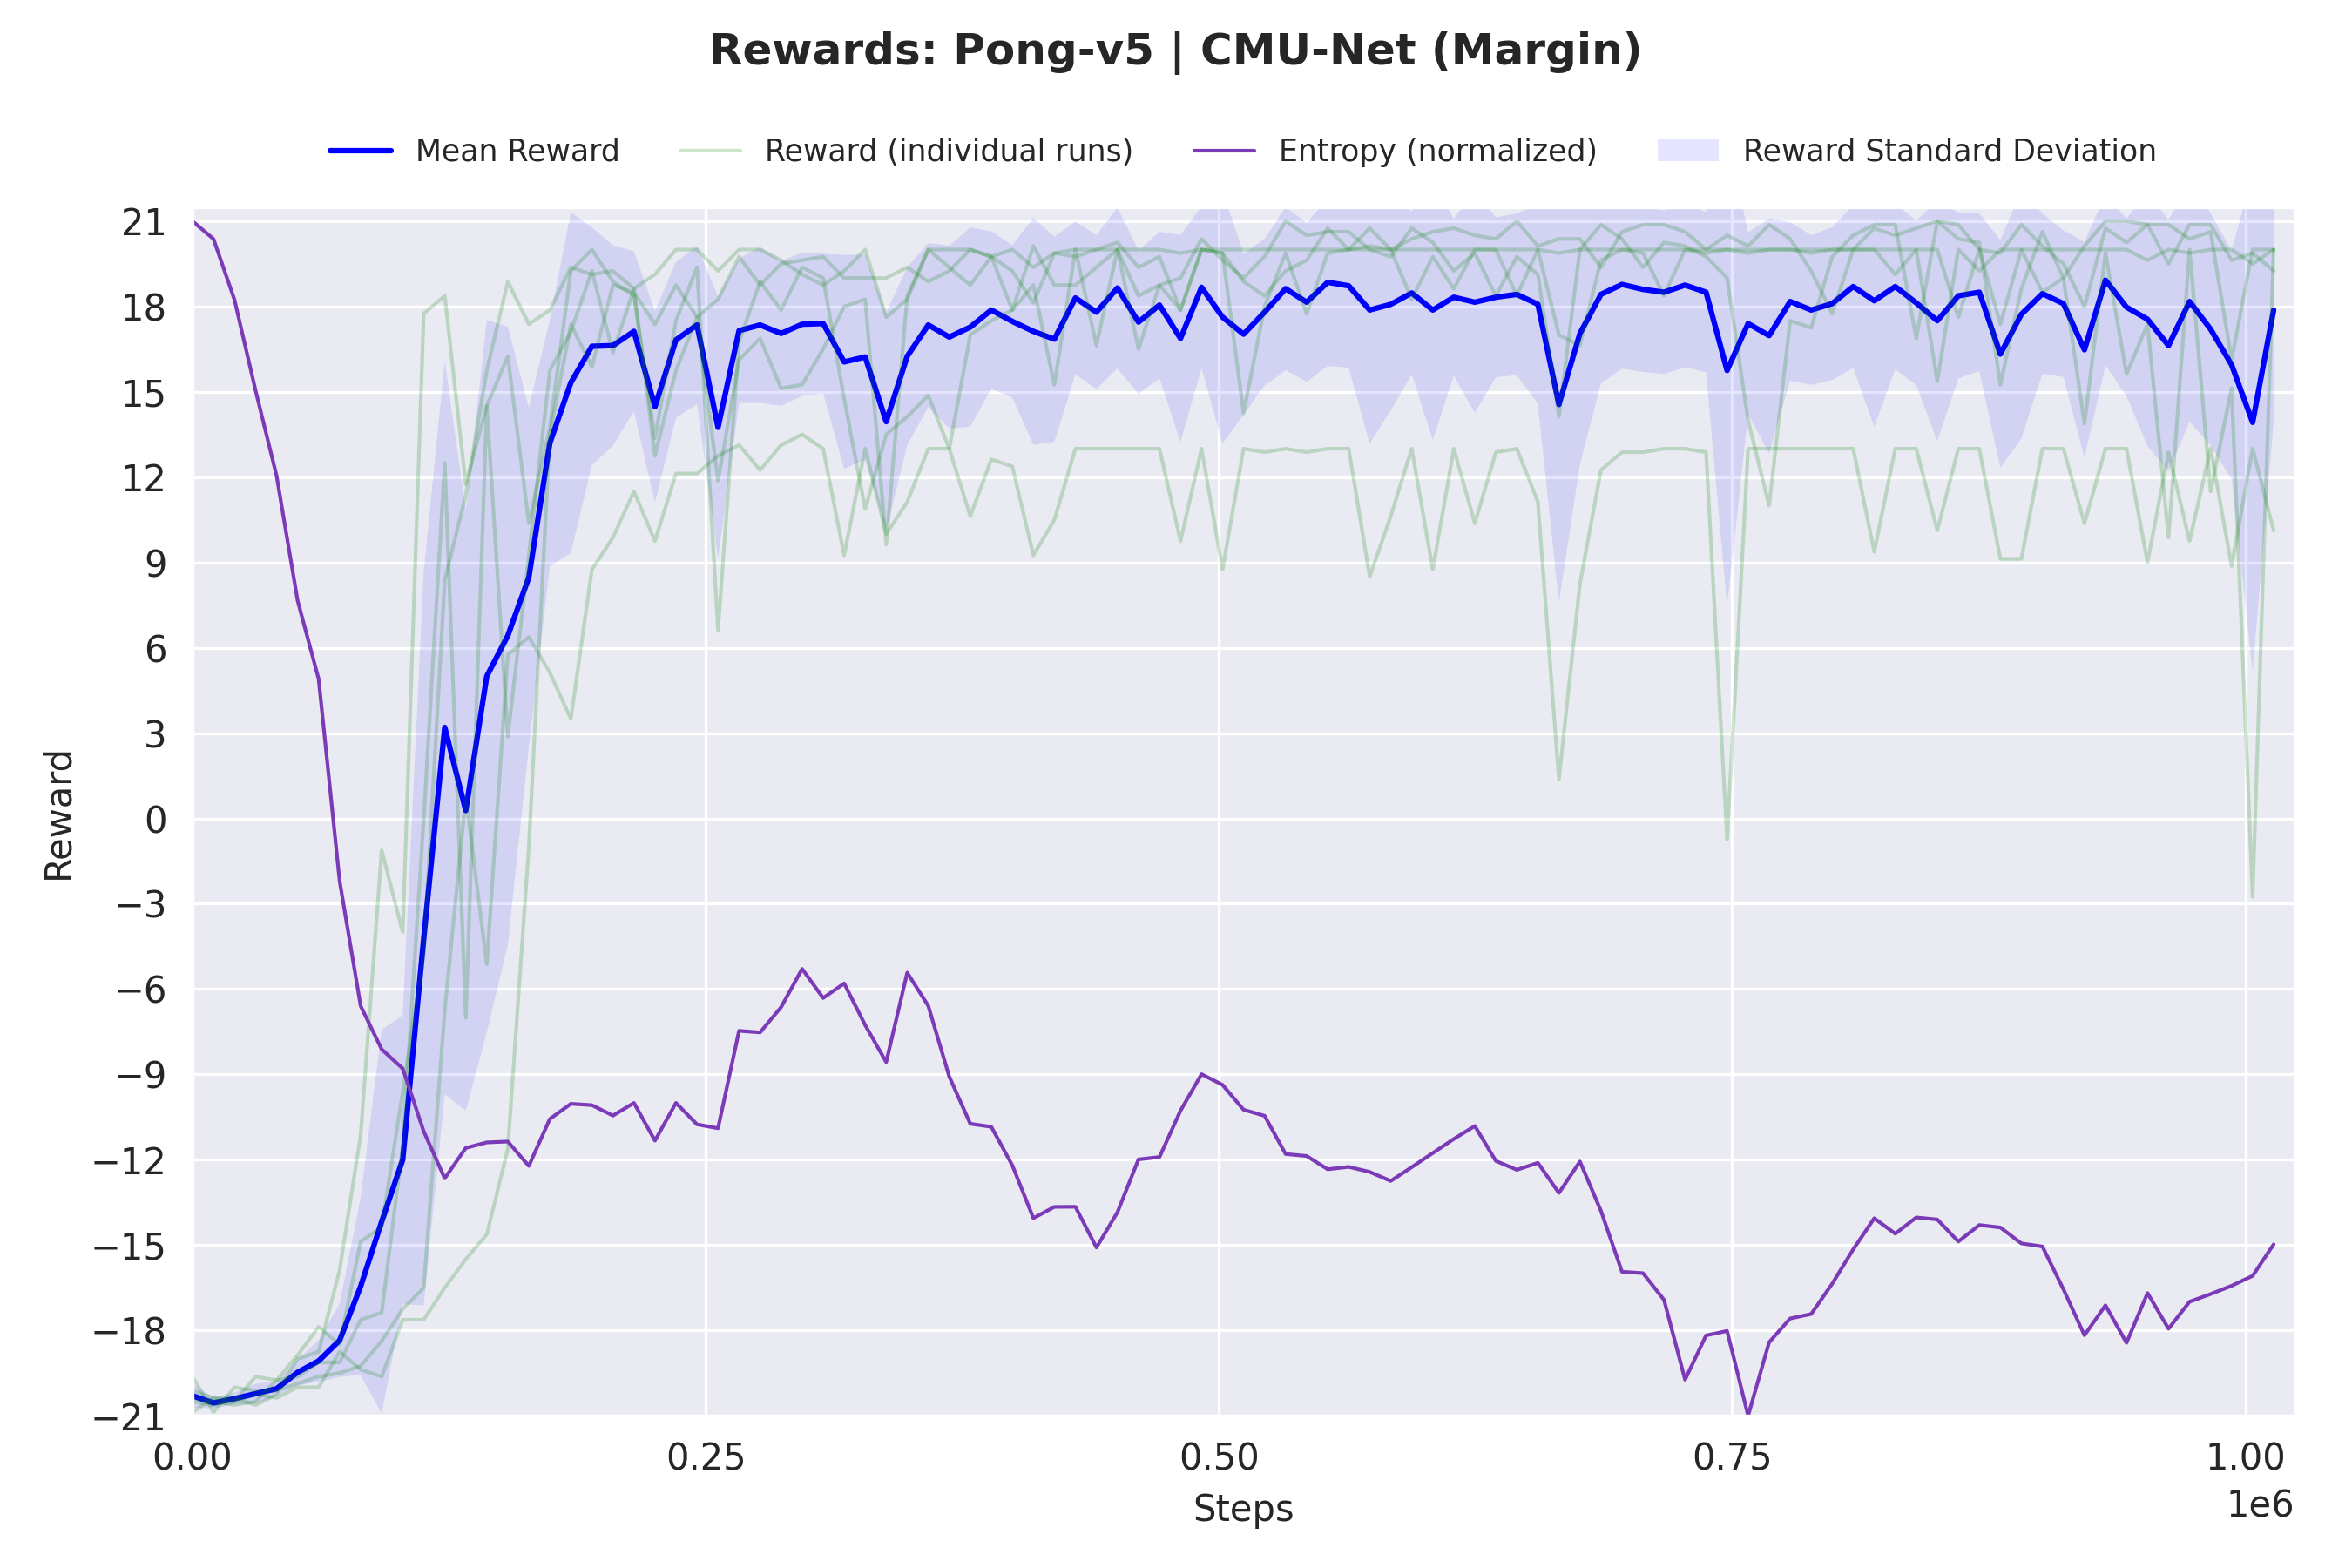 Rewards: Pong-v5 | CMU-Net (Margin)
Mean Reward
Reward (individual runs)
Entropy (normalized)
Reward Standard Deviation
21
18
15
12
9
6
3
0
−3
−6
−9
−12
−15
−18
−21
Reward
0.00
0.25
0.50
0.75
1.00
Steps
1e6